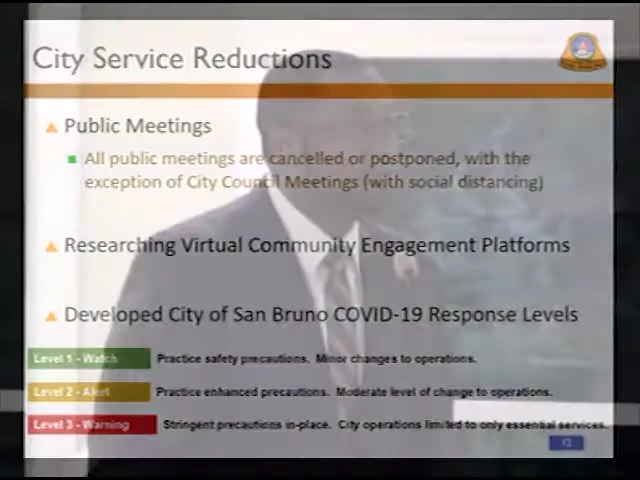 City Service Reductions
Public Meetings
All public meetings are cancelled or postponed, with the
exception of City Council Meetings (with social distancing)
Researching Virtual Community Engagement Platforms
Developed City of San Bruno COVID-19 Response Levels
Level 1 - Watch Practice safety precautions. Minor changes to operations.
Level 2 - Alert Practice enhanced precautions. Moderate level of change to operations.
Level 3 - Warning Stringent precautions in-place. City operations limited to only essential services.
12